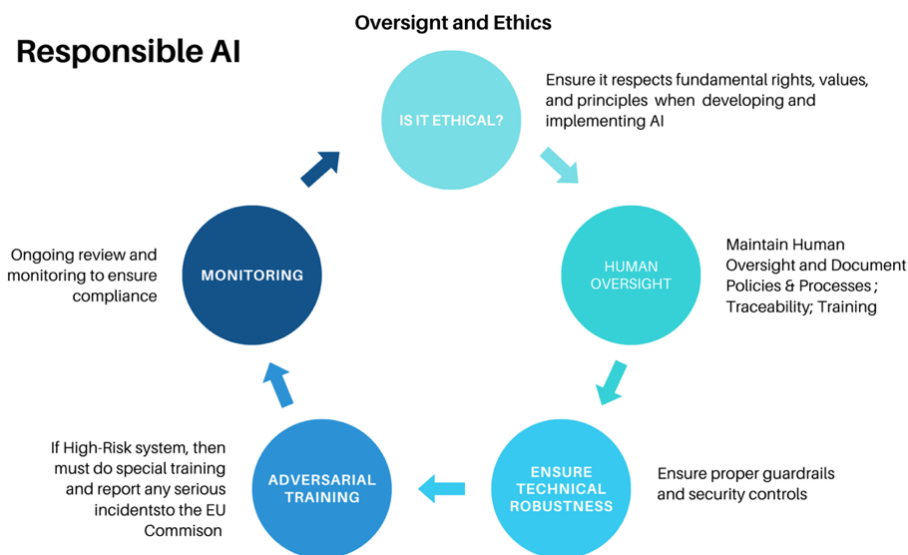 Responsible AI
Oversignt and Ethics
IS IT ETHICAL?
Ensure it respects fundamental rights, values,
and principles when developing and
implementing AI
HUMAN
OVERSIGHT
Maintain Human
Oversight and Document
Policies & Processes ;
Traceability; Training
ENSURE
TECHNICAL
ROBUSTNESS
Ensure proper guardrails
and security controls
ADVERSARIAL
TRAINING
If High-Risk system, then
must do special training
and report any serious
incidentsto the EU
Commison
MONITORING
Ongoing review and
monitoring to ensure
compliance